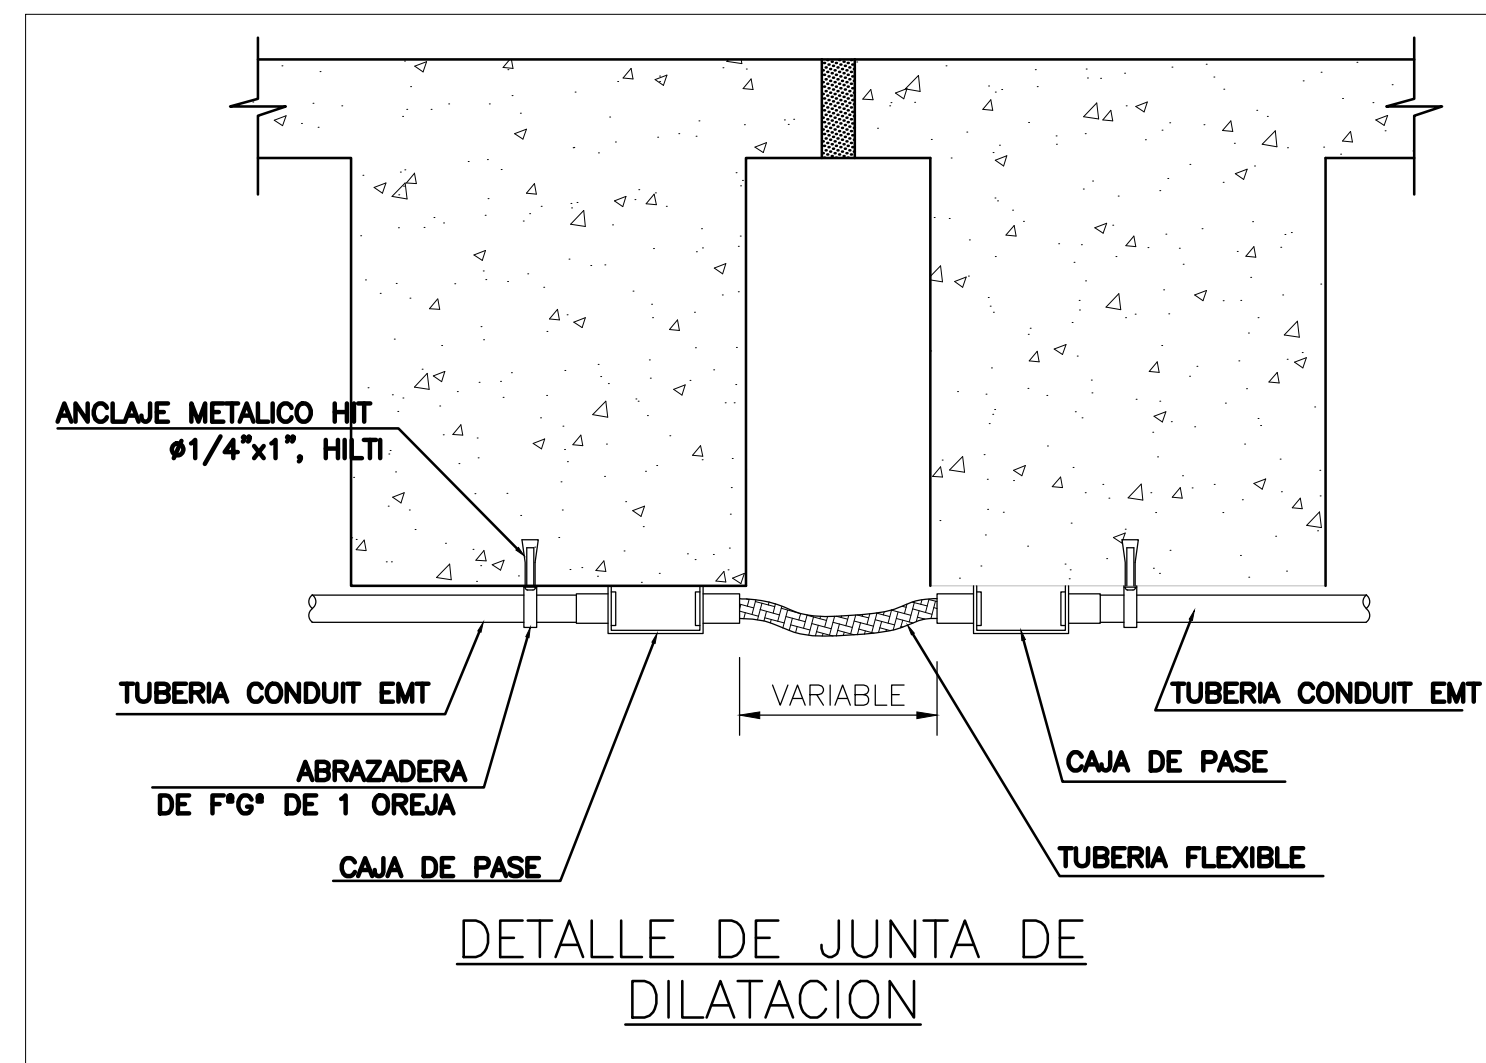 ANCLAJE METALICO HIT
ø1/4"x1", HILTI
TUBERIA CONDUIT EMT
VARIABLE
TUBERIA CONDUIT EMT
ABRAZADERA
DE FºGº DE 1 OREJA
CAJA DE PASE
CAJA DE PASE
TUBERIA FLEXIBLE
DETALLE DE JUNTA DE
DILATACION